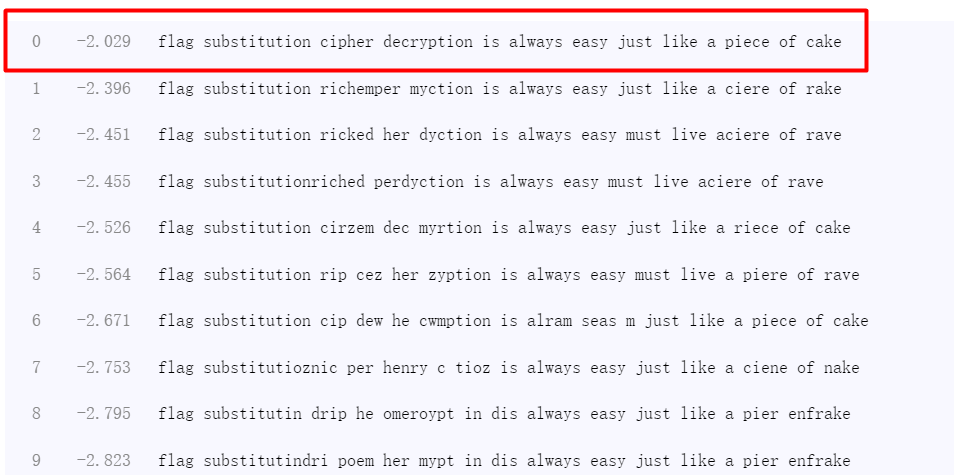 0 -2.029 flag substitution cipher decryption is always easy just like a piece of cake
1 -2.396 flag substitution richemper myction is always easy just like a ciere of rake
2 -2.451 flag substitution ricked her dyction is always easy must live aciere of rave
3 -2.455 flag substitutionriched perdyction is always easy must live aciere of rave
4 -2.526 flag substitution cirzem dec myrtion is always easy just like a riece of cake
5 -2.564 flag substitution rip cez her zyption is always easy must live a piere of rave
6 -2.671 flag substitution cip dew he cwmption is alram seas m just like a piece of cake
7 -2.753 flag substitutioznic per henry c tioz is always easy just like a ciene of nake
8 -2.795 flag substitutin drip he omeroypt in dis always easy just like a pier enfrake
9 -2.823 flag substitutindri poem her mypt in dis always easy just like a pier enfrake